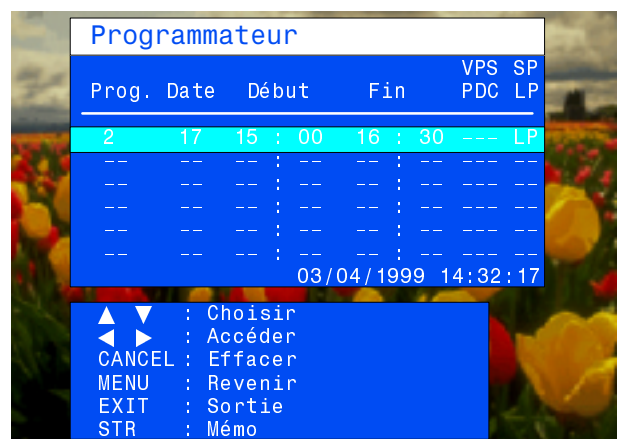 Programmateur
VPS SP
Prog. Date Début Fin PDC LP
2 17 15 : 00 16 : 30 --- LP
-- -- -- : -- -- : -- --- --
-- -- -- : -- -- : -- --- --
-- -- -- : -- -- : -- --- --
-- -- -- : -- -- : -- --- --
-- -- -- : -- -- : -- --- --
03/04/1999 14:32:17
▲ ▼ : Choisir
◀ ▶ : Accéder
CANCEL : Effacer
MENU : Revenir
EXIT : Sortie
STR : Mémo